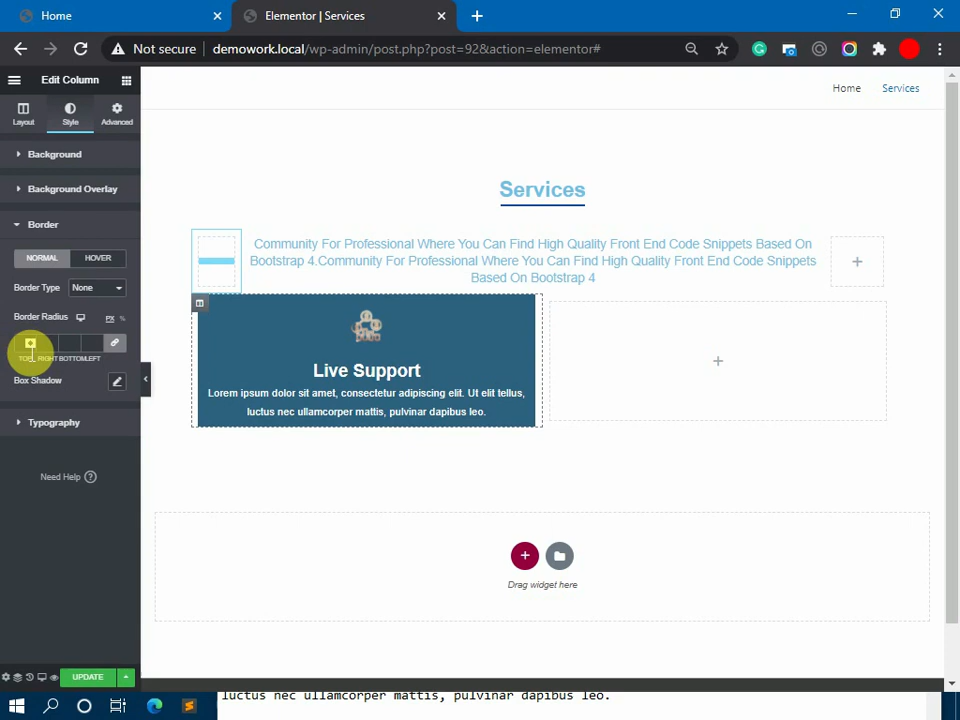 Home
Elementor | Services
Not secure
demowork.local/wp-admin/post.php?post=92&action=elementor#
Edit Column
Layout
Style
Advanced
Background
Background Overlay
Border
NORMAL
HOVER
Border Type
None
Border Radius
PX
%
TOP
RIGHT
BOTTOM
LEFT
Box Shadow
Typography
Need Help
?
UPDATE
Home
Services
Services
Community For Professional Where You Can Find High Quality Front End Code Snippets Based On
Bootstrap 4.Community For Professional Where You Can Find High Quality Front End Code Snippets
Based On Bootstrap 4
Live Support
Lorem ipsum dolor sit amet, consectetur adipiscing elit tellus,
luctus nec ullamcorper mattis, pulvinar dapibus leo.
Drag widget here
luctus nec ullamcorper mattis, pulvinar dapibus leo.